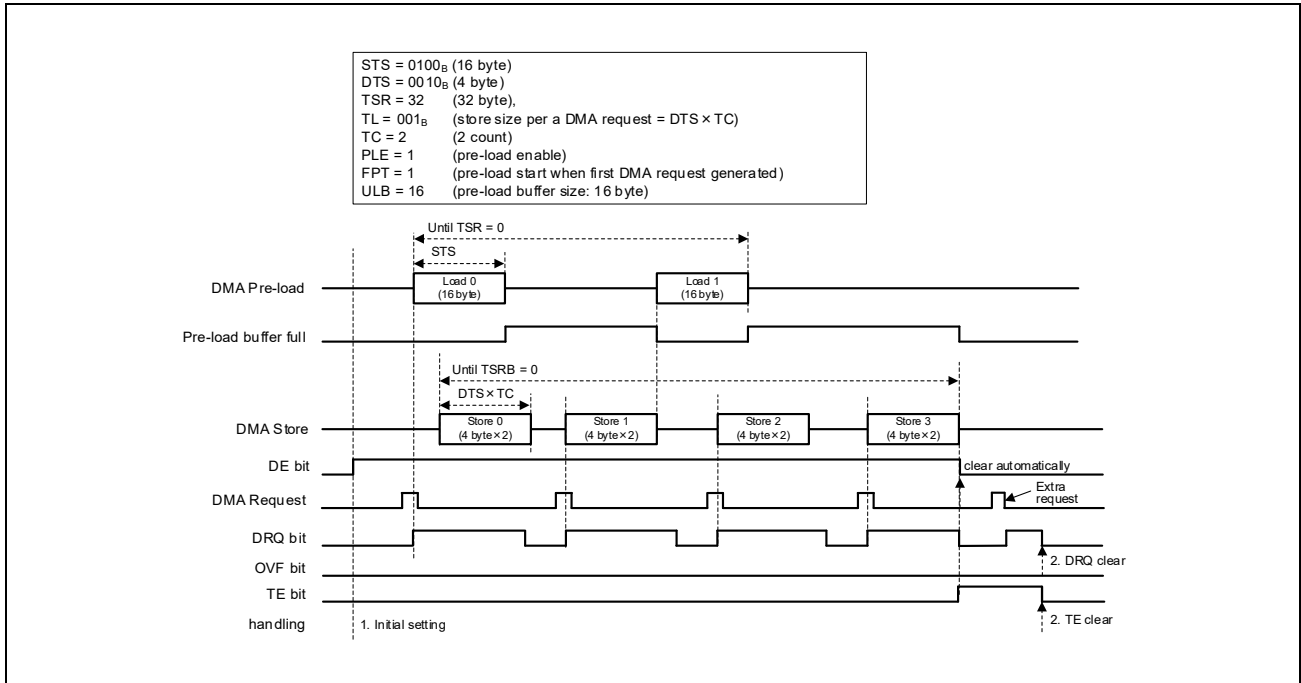 STS = 0100B (16 byte)
DTS = 0010B (4 byte)
TSR = 32 (32 byte),
TL = 001B (store size per a DMA request = DTS × TC)
TC = 2 (2 count)
PLE = 1 (pre-load enable)
FPT = 1 (pre-load start when first DMA request generated)
ULB = 16 (pre-load buffer size: 16 byte)
Until TSR = 0
STS
DMA Pre-load
Load 0
(16 byte)
Load 1
(16 byte)
Pre-load buffer full
Until TSRB = 0
DTS×TC
DMA Store
Store 0
(4 byte×2)
Store 1
(4 byte×2)
Store 2
(4 byte×2)
Store 3
(4 byte×2)
DE bit
clear automatically
DMA Request
Extra
request
DRQ bit
2. DRQ clear
OVF bit
TE bit
2. TE clear
handling
1. Initial setting